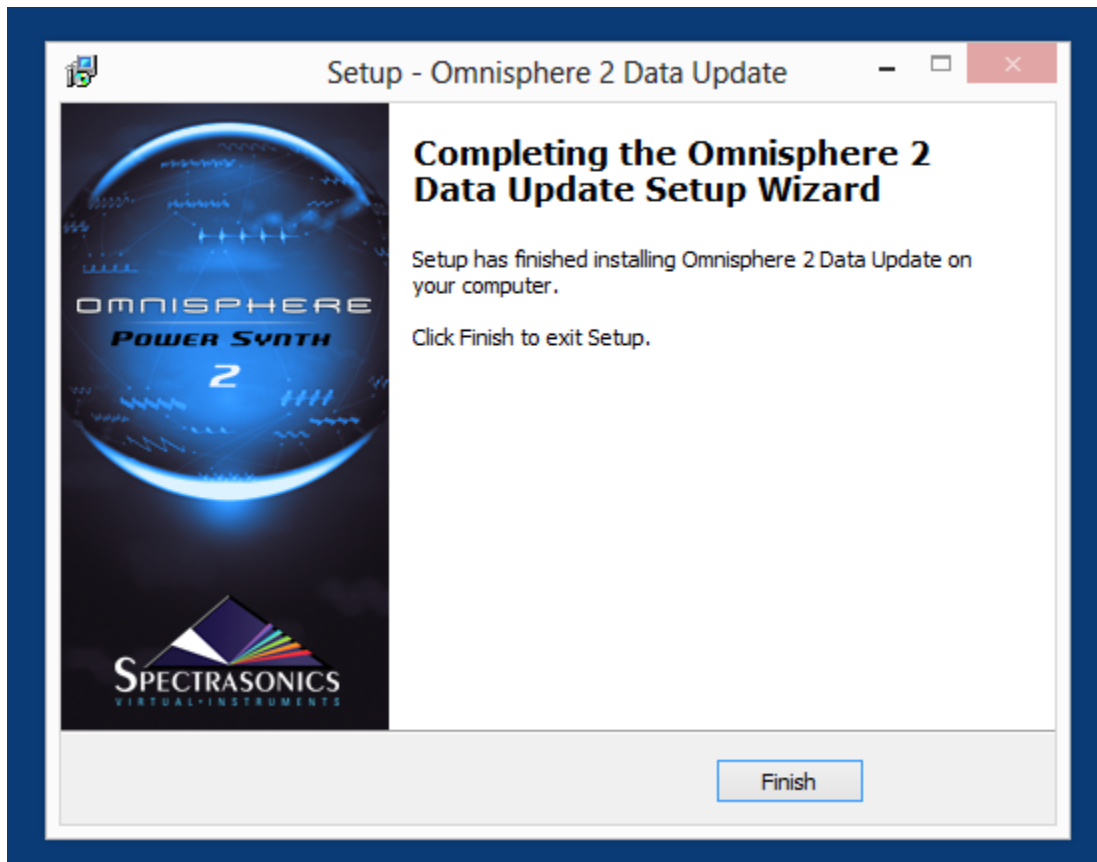 Setup - Omnisphere 2 Data Update
OMNISPHERE
POWER SYNTH
2
SPECTRASONICS
VIRTUAL•INSTRUMENTS
Completing the Omnisphere 2
Data Update Setup Wizard
Setup has finished installing Omnisphere 2 Data Update on
your computer.
Click Finish to exit Setup.
Finish